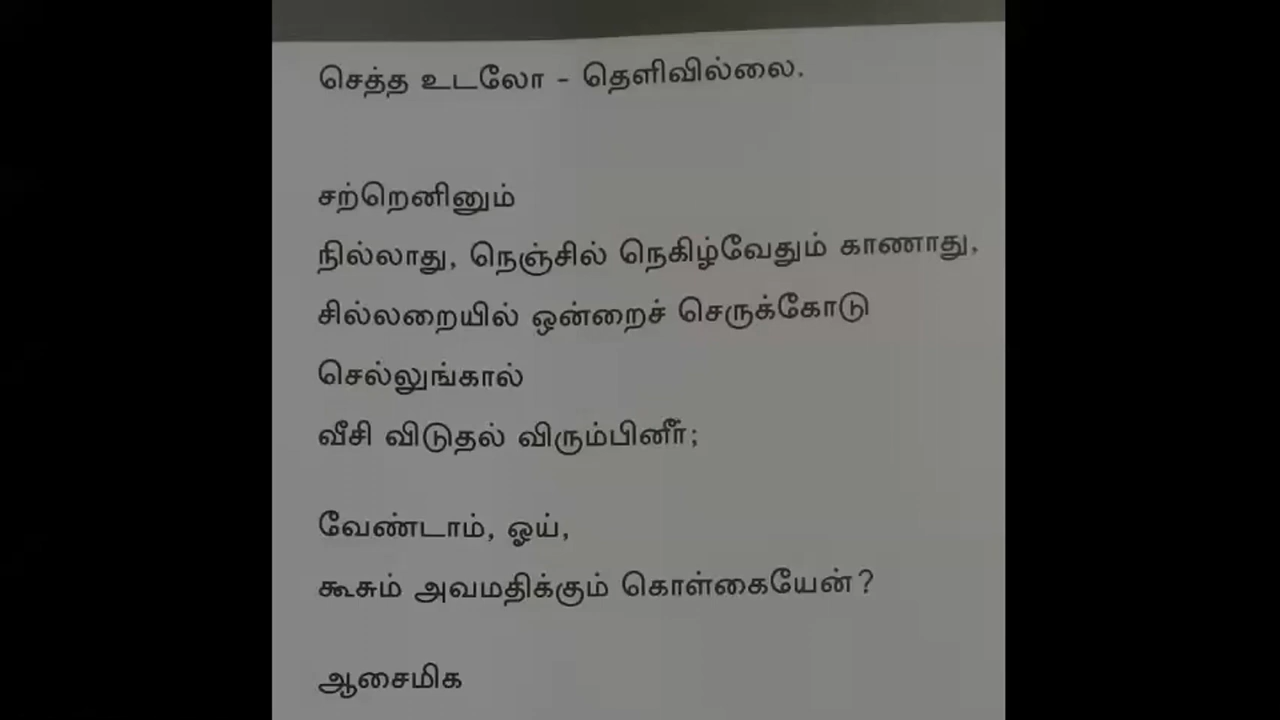 செத்த உடலோ - தெளிவில்லை.
சற்றெனினும்
நில்லாது, நெஞ்சில் நெகிழ்வேதும் காணாது,
சில்லறையில் ஒன்றைச் செருக்கோடு
செல்லுங்கால்
வீசி விடுதல் விரும்பினீர்;
வேண்டாம், ஓய்,
கூசும் அவமதிக்கும் கொள்கையேன்?
ஆசைமிக